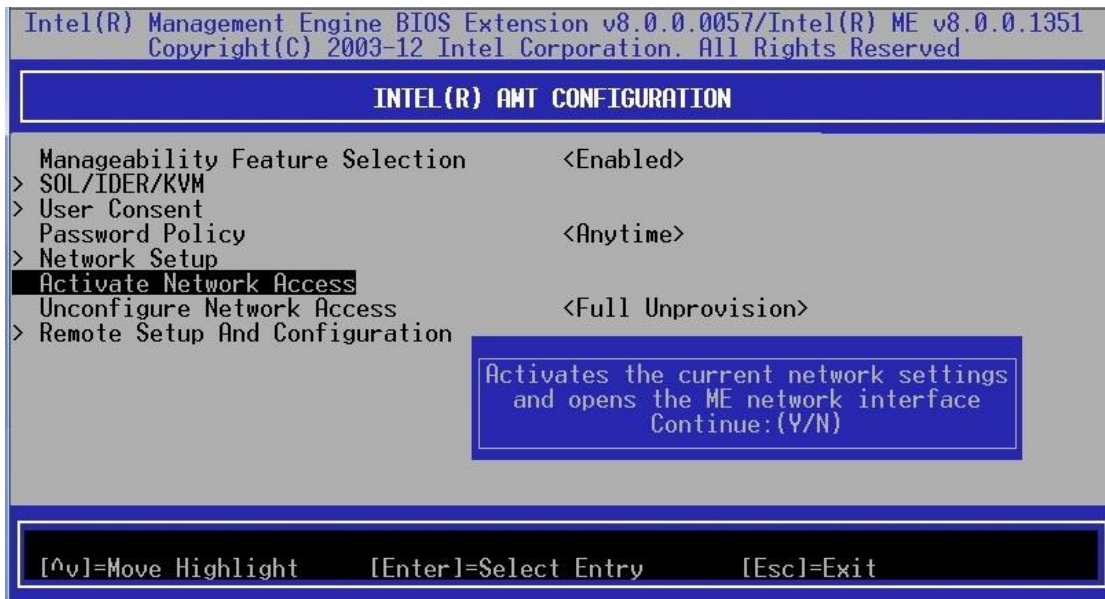 Intel(R) Management Engine BIOS Extension v8.0.0.0057/Intel(R) ME v8.0.0.1351
Copyright(C) 2003-12 Intel Corporation. All Rights Reserved
INTEL(R) AMT CONFIGURATION
Manageability Feature Selection <Enabled>
> SOL/IDER/KVM
> User Consent
Password Policy <Anytime>
> Network Setup
Activate Network Access
Unconfigure Network Access <Full Unprovision>
> Remote Setup And Configuration
Activates the current network settings
and opens the ME network interface
Continue:(Y/N)
[^v]=Move Highlight [Enter]=Select Entry [Esc]=Exit